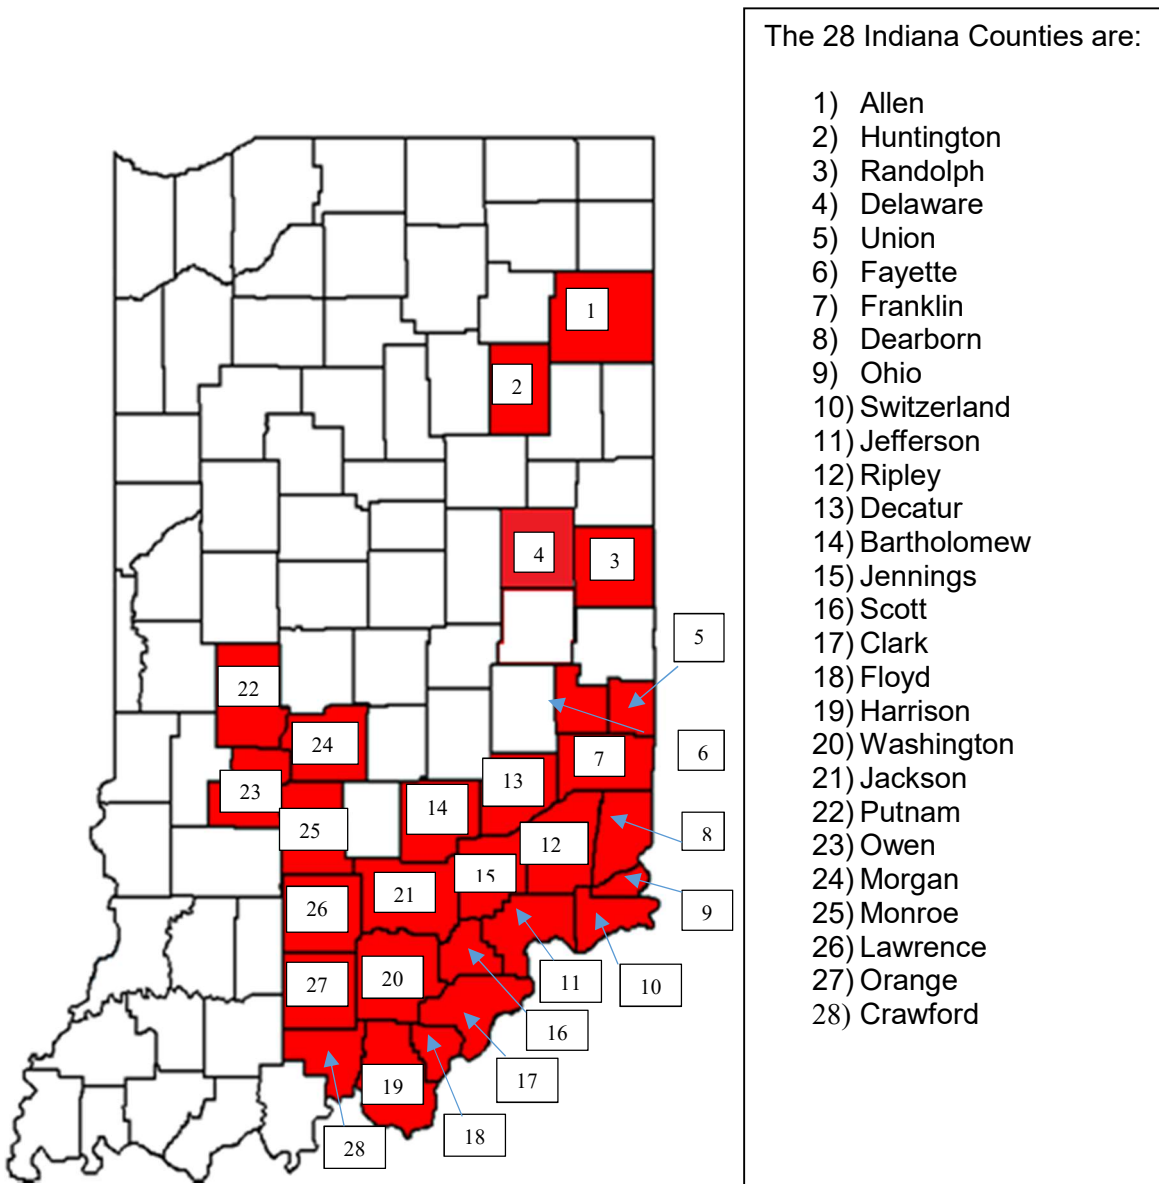 The 28 Indiana Counties are:
1) Allen
2) Huntington
3) Randolph
4) Delaware
5) Union
6) Fayette
7) Franklin
8) Dearborn
9) Ohio
10) Switzerland
11) Jefferson
12) Ripley
13) Decatur
14) Bartholomew
15) Jennings
16) Scott
17) Clark
18) Floyd
19) Harrison
20) Washington
21) Jackson
22) Putnam
23) Owen
24) Morgan
25) Monroe
26) Lawrence
27) Orange
28) Crawford
1
2
4
3
5
22
24
6
7
13
23
14
25
8
12
15
21
26
9
11
10
20
27
16
17
19
18
28